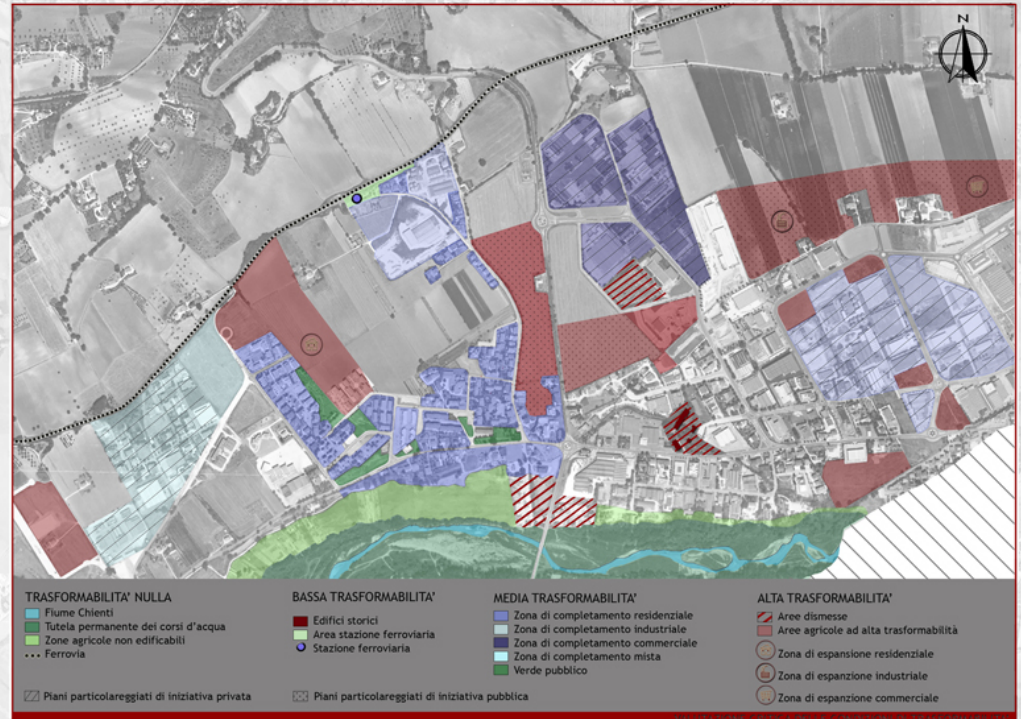 N
TRASFORMABILITA' NULLA
Fiume Chienti
Tutela permanente dei corsi d'acqua
Zone agricole non edificabili
Ferrovia
Piani particolareggiati di iniziativa privata
BASSA TRASFORMABILITA'
Edifici storici
Area stazione ferroviaria
Stazione ferroviaria
Piani particolareggiati di iniziativa pubblica
MEDIA TRASFORMABILITA'
Zona di completamento residenziale
Zona di completamento industriale
Zona di completamento commerciale
Zona di completamento mista
Verde pubblico
ALTA TRASFORMABILITA'
Aree dismesse
Aree agricole ad alta trasformabilità
Zona di espansione residenziale
Zona di espanzione industriale
Zona di espanzione commerciale